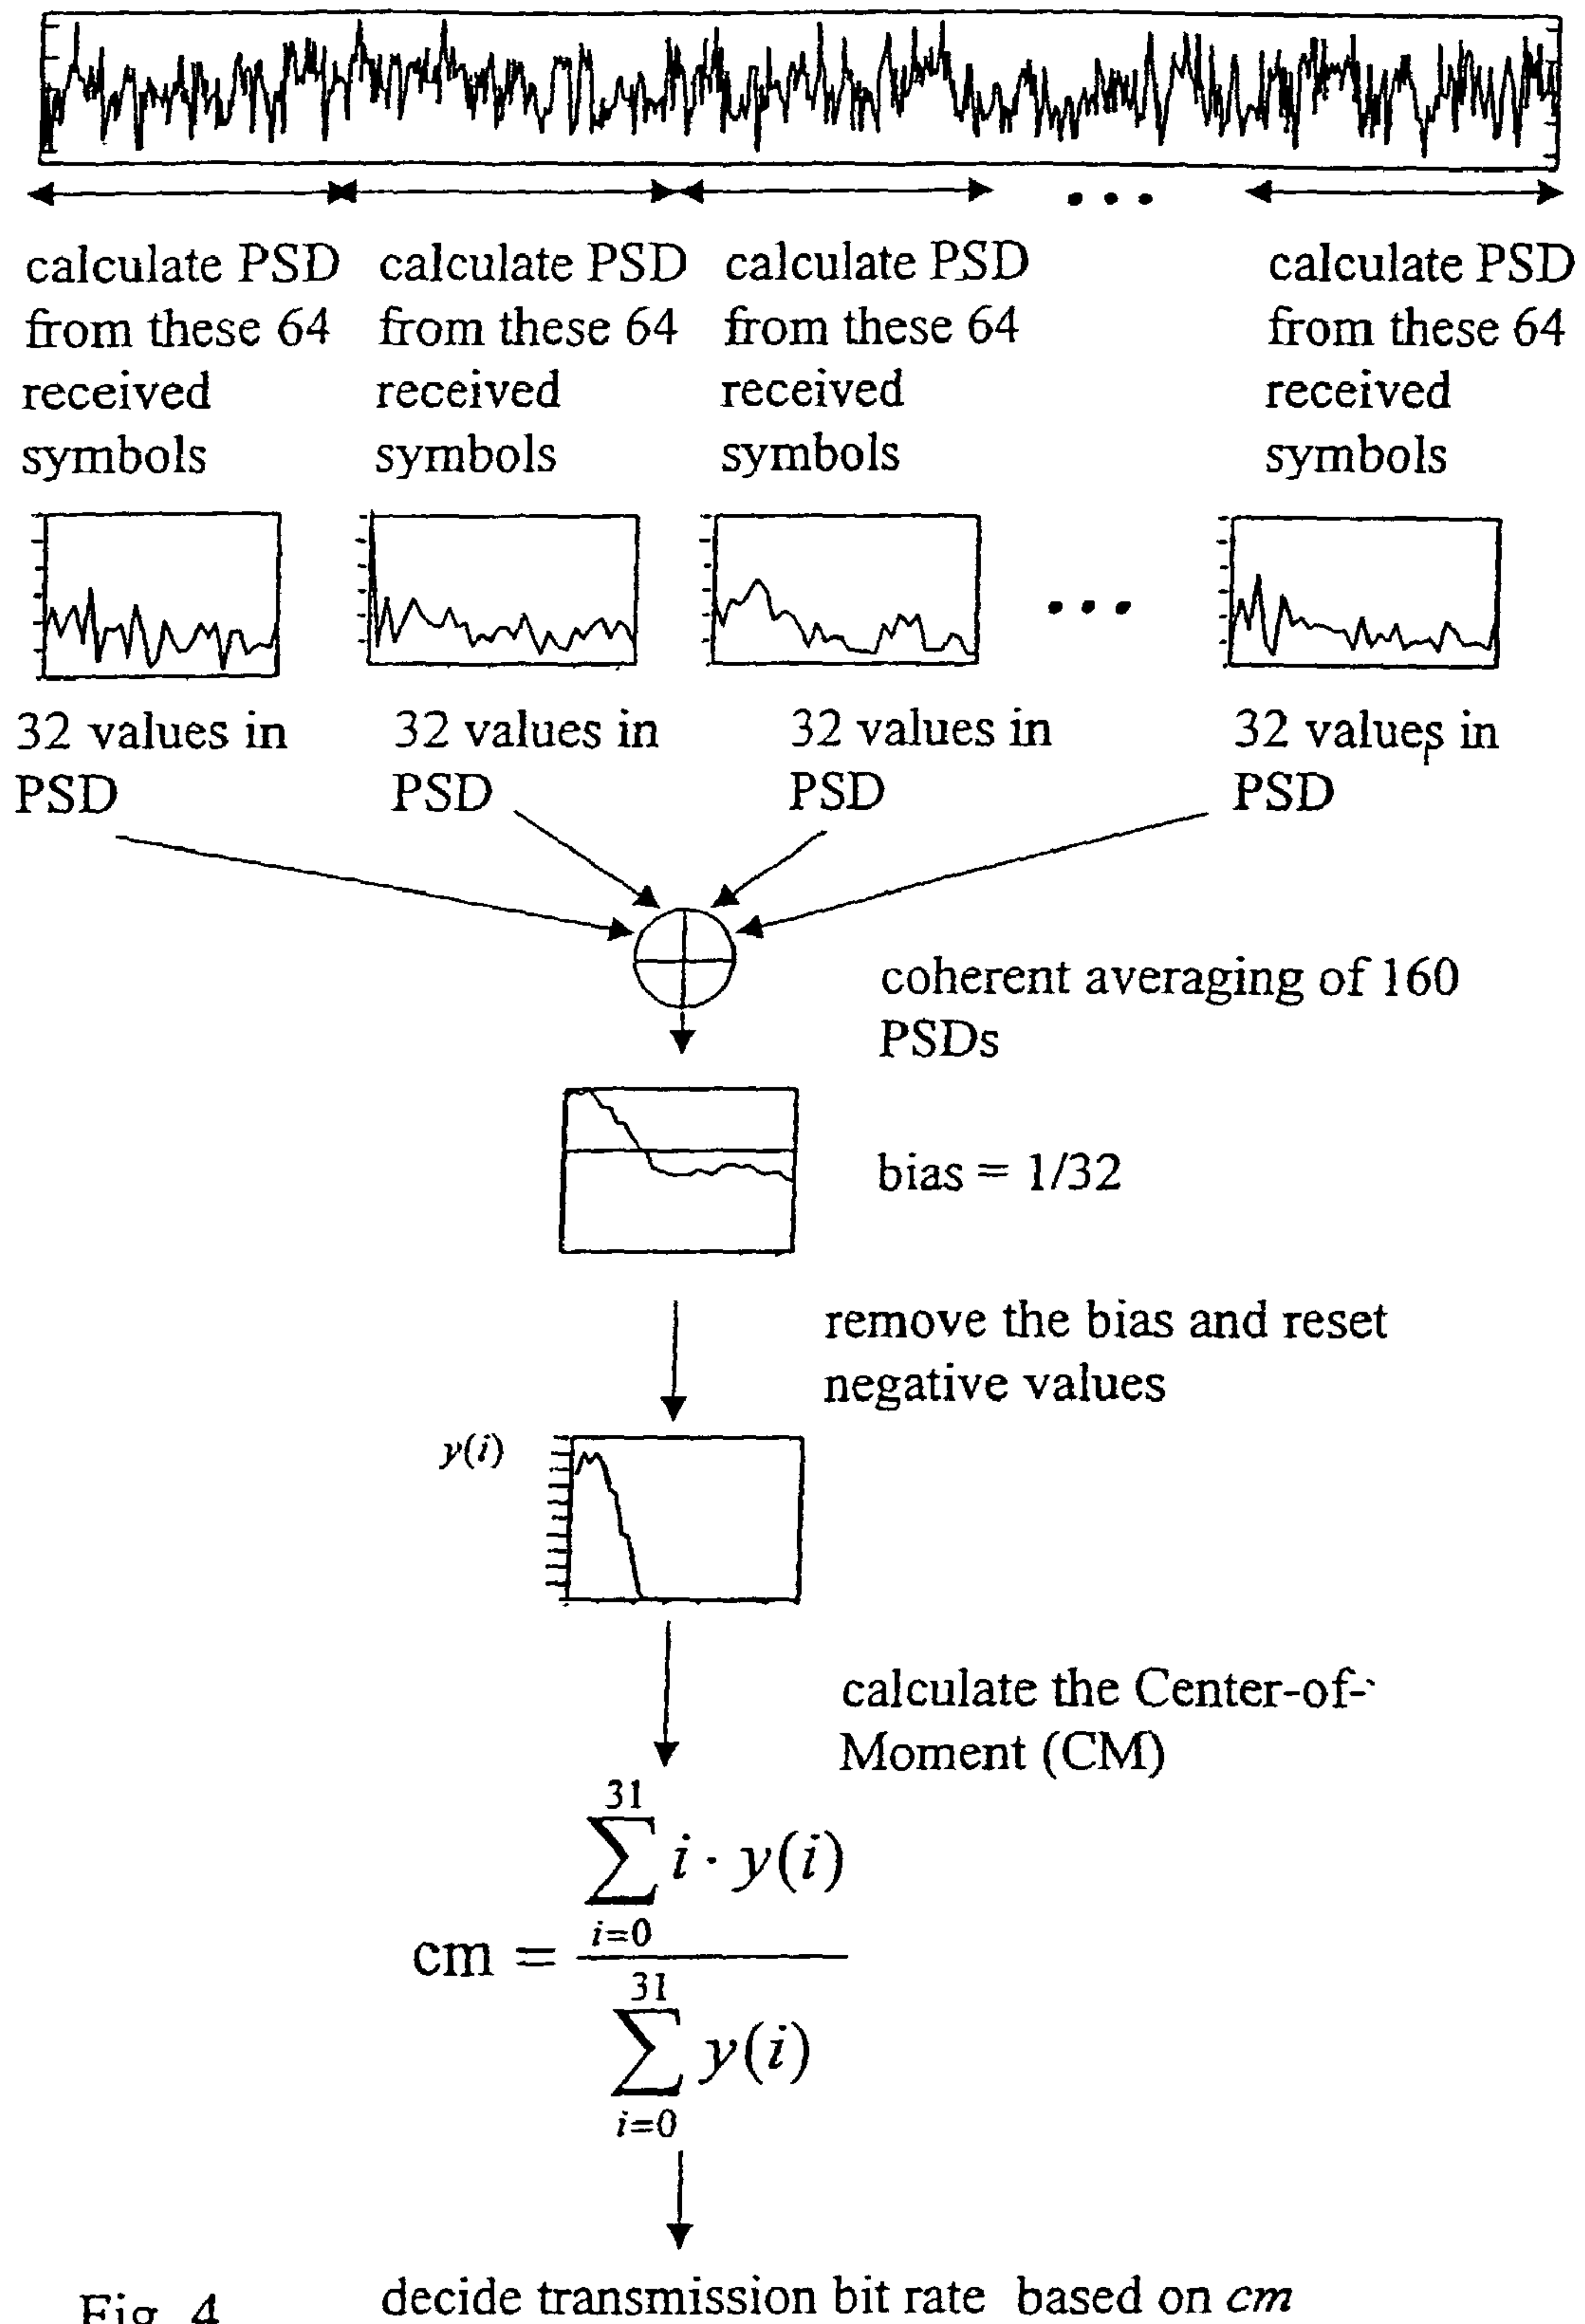 calculate PSD
from these 64
received
symbols
calculate PSD
from these 64
received
symbols
calculate PSD
from these 64
received
symbols
calculate PSD
from these 64
received
symbols
32 values in
PSD
32 values in
PSD
32 values in
PSD
32 values in
PSD
coherent averaging of 160
PSDs
bias = 1/32
remove the bias and reset
negative values
y(i)
calculate the Center-of-
Moment (CM)
31
∑ i · y(i)
i=0
cm =
31
∑ y(i)
i=0
decide transmission bit rate based on cm
Fig. 4